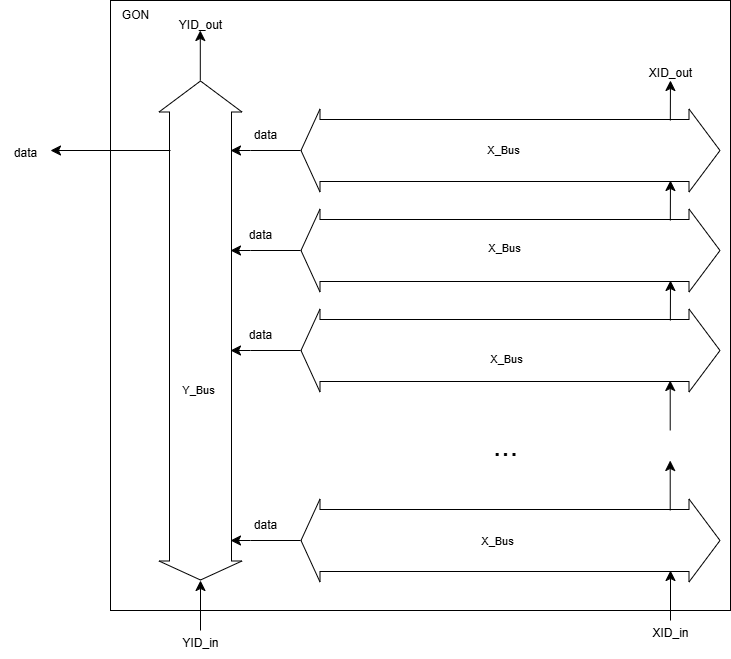 GON
YID_out
XID_out
data
data
X_Bus
data
X_Bus
data
X_Bus
Y_Bus
...
data
X_Bus
YID_in
XID_in